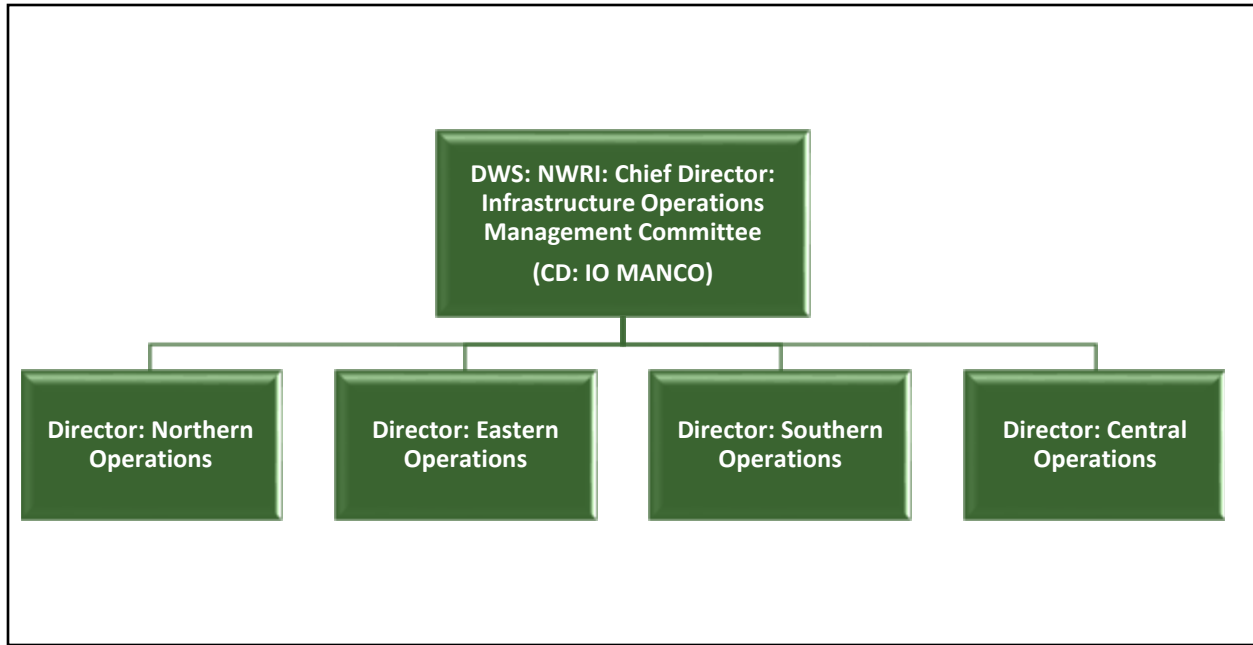 DWS: NWRI: Chief Director:
Infrastructure Operations
Management Committee
(CD: IO MANCO)
Director: Northern
Operations
Director: Eastern
Operations
Director: Southern
Operations
Director: Central
Operations